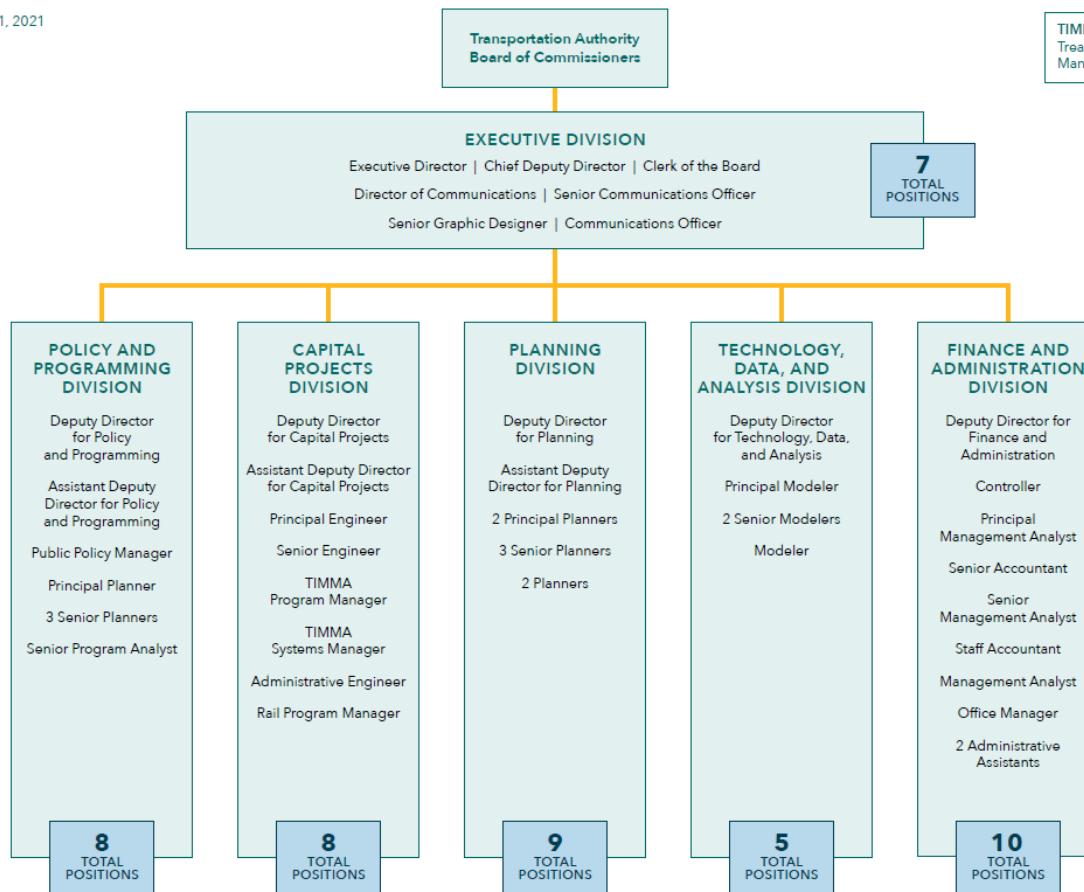 1, 2021
Transportation Authority
Board of Commissioners
EXECUTIVE DIVISION
Executive Director | Chief Deputy Director | Clerk of the Board
Director of Communications | Senior Communications Officer
Senior Graphic Designer | Communications Officer
7
TOTAL
POSITIONS
POLICY AND
PROGRAMMING
DIVISION
Deputy Director
for Policy
and Programming
Assistant Deputy
Director for Policy
and Programming
Public Policy Manager
Principal Planner
3 Senior Planners
Senior Program Analyst
8
TOTAL
POSITIONS
CAPITAL
PROJECTS
DIVISION
Deputy Director
for Capital Projects
Assistant Deputy Director
for Capital Projects
Principal Engineer
Senior Engineer
TIMMA
Program Manager
TIMMA
Systems Manager
Administrative Engineer
Rail Program Manager
8
TOTAL
POSITIONS
PLANNING
DIVISION
Deputy Director
for Planning
Assistant Deputy
Director for Planning
2 Principal Planners
3 Senior Planners
2 Planners
9
TOTAL
POSITIONS
TECHNOLOGY,
DATA, AND
ANALYSIS DIVISION
Deputy Director
for Technology, Data,
and Analysis
Principal Modeler
2 Senior Modelers
Modeler
5
TOTAL
POSITIONS
FINANCE AND
ADMINISTRATION
DIVISION
Deputy Director for
Finance and
Administration
Controller
Principal
Management Analyst
Senior Accountant
Senior
Management Analyst
Staff Accountant
Management Analyst
Office Manager
2 Administrative
Assistants
10
TOTAL
POSITIONS